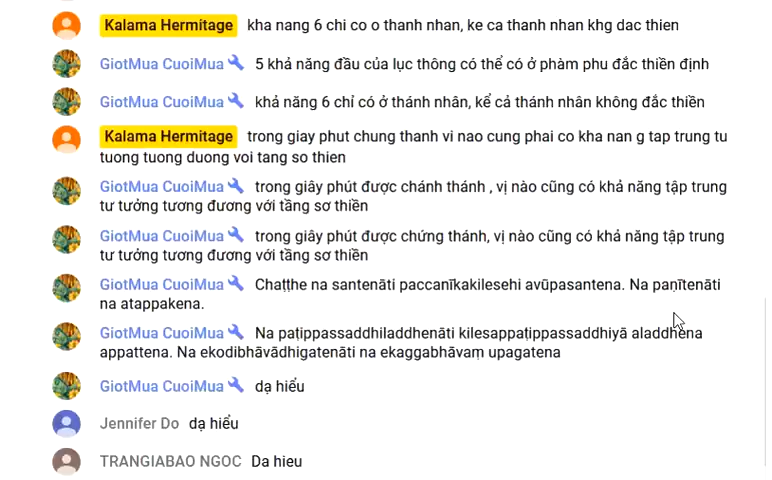 Kalama Hermitage kha nang 6 chi co o thanh nhan, ke ca thanh nhan khg dac thien
GiotMua CuoiMua 5 khả năng đầu của lục thông có thể có ở phàm phu đắc thiền định
GiotMua CuoiMua khả năng 6 chỉ có ở thánh nhân, kể cả thánh nhân không đắc thiền
Kalama Hermitage trong giay phut chung thanh vi nao cung phai co kha nan g tap trung tu
tuong tuong duong voi tang so thien
GiotMua CuoiMua trong giây phút được chánh thánh , vị nào cũng có khả năng tập trung
tư tưởng tương đương với tầng sơ thiền
GiotMua CuoiMua trong giây phút được chứng thánh, vị nào cũng có khả năng tập trung
tư tưởng tương đương với tầng sơ thiền
GiotMua CuoiMua Chaṭṭhe na santenāti paccanīkakilesehi avūpasantena. Na paṇītenāti
na atappakena.
GiotMua CuoiMua Na paṭippassaddhiladdhenāti kilesappaṭippassaddhiyā aladdhena
appattena. Na ekodibhāvādhigatenāti na ekaggabhāvaṃ upagatena
GiotMua CuoiMua dạ hiểu
Jennifer Do dạ hiểu
TRANGIABAO NGOC Da hieu